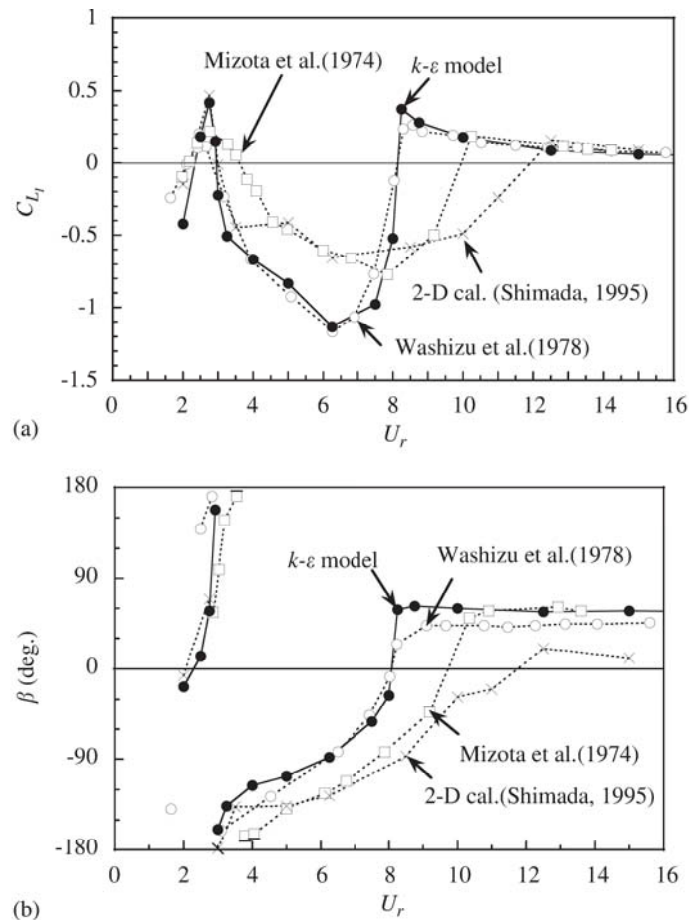 1
0.5
0
-0.5
-1
-1.5
C_{L_I}
Mizota et al.(1974)
k-ε model
2-D cal. (Shimada, 1995)
Washizu et al.(1978)
0 2 4 6 8 10 12 14 16
U_r
(a)
180
90
0
-90
-180
β (deg.)
k-ε model
Washizu et al.(1978)
Mizota et al.(1974)
2-D cal.(Shimada, 1995)
0 2 4 6 8 10 12 14 16
U_r
(b)